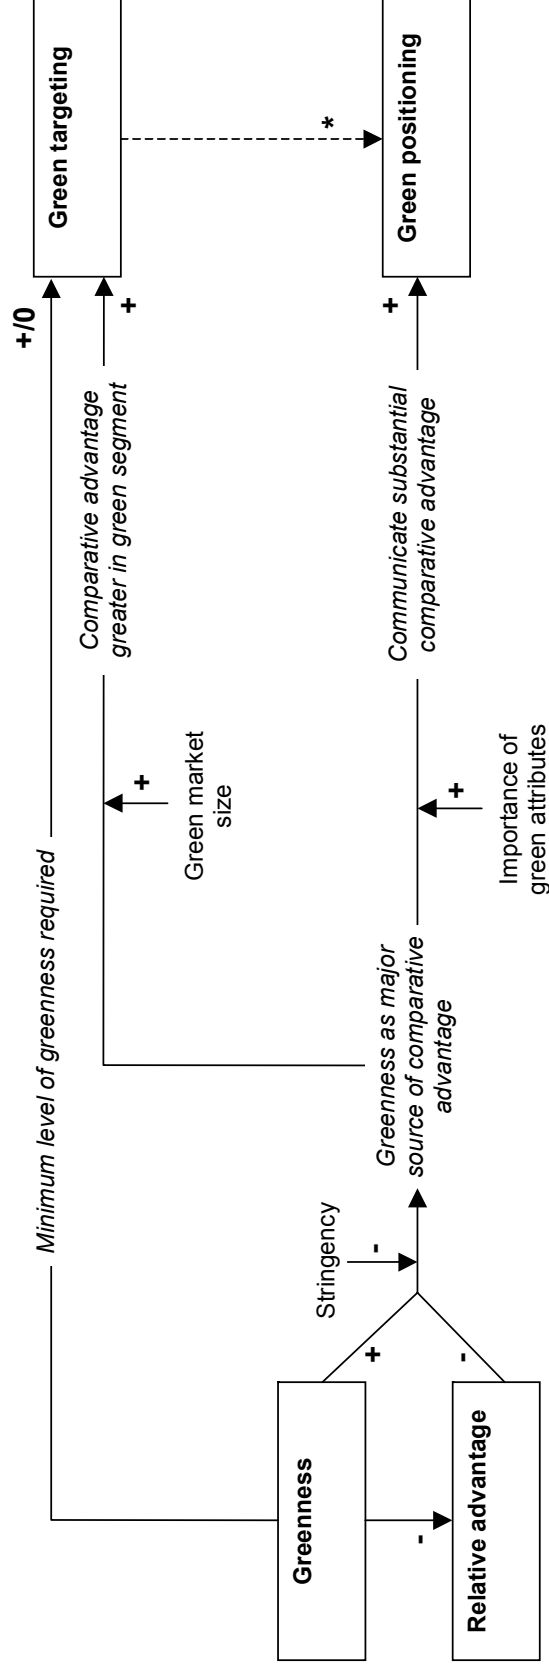 Minimum level of greenness required
+/0
Green targeting
Comparative advantage
greater in green segment
+
+
Green market
size
*
Greenness
Stringency
-
+
-
-
Relative advantage
Greenness as major
source of comparative
advantage
Communicate substantial
comparative advantage
+
+
Importance of
green attributes
Green positioning